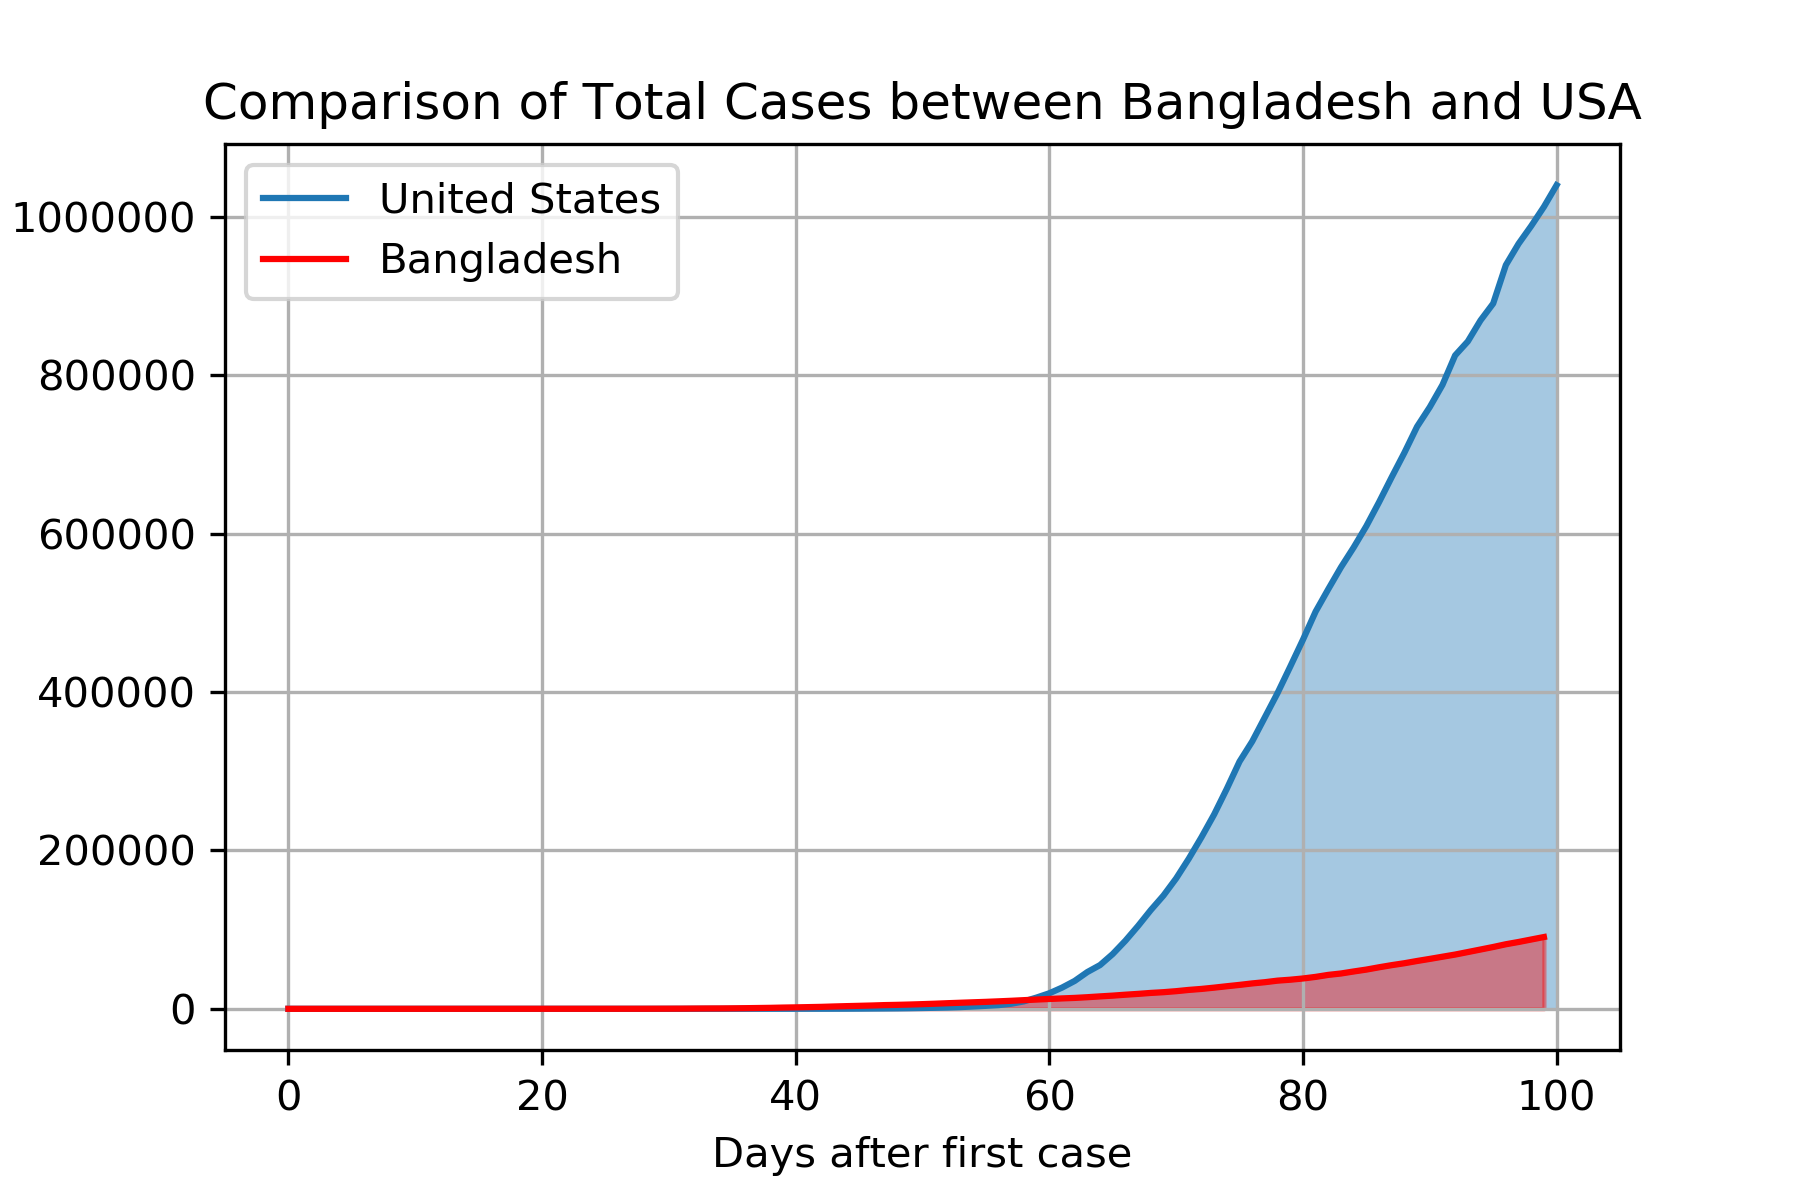 Comparison of Total Cases between Bangladesh and USA
United States
Bangladesh
1000000
800000
600000
400000
200000
0
0 20 40 60 80 100
Days after first case